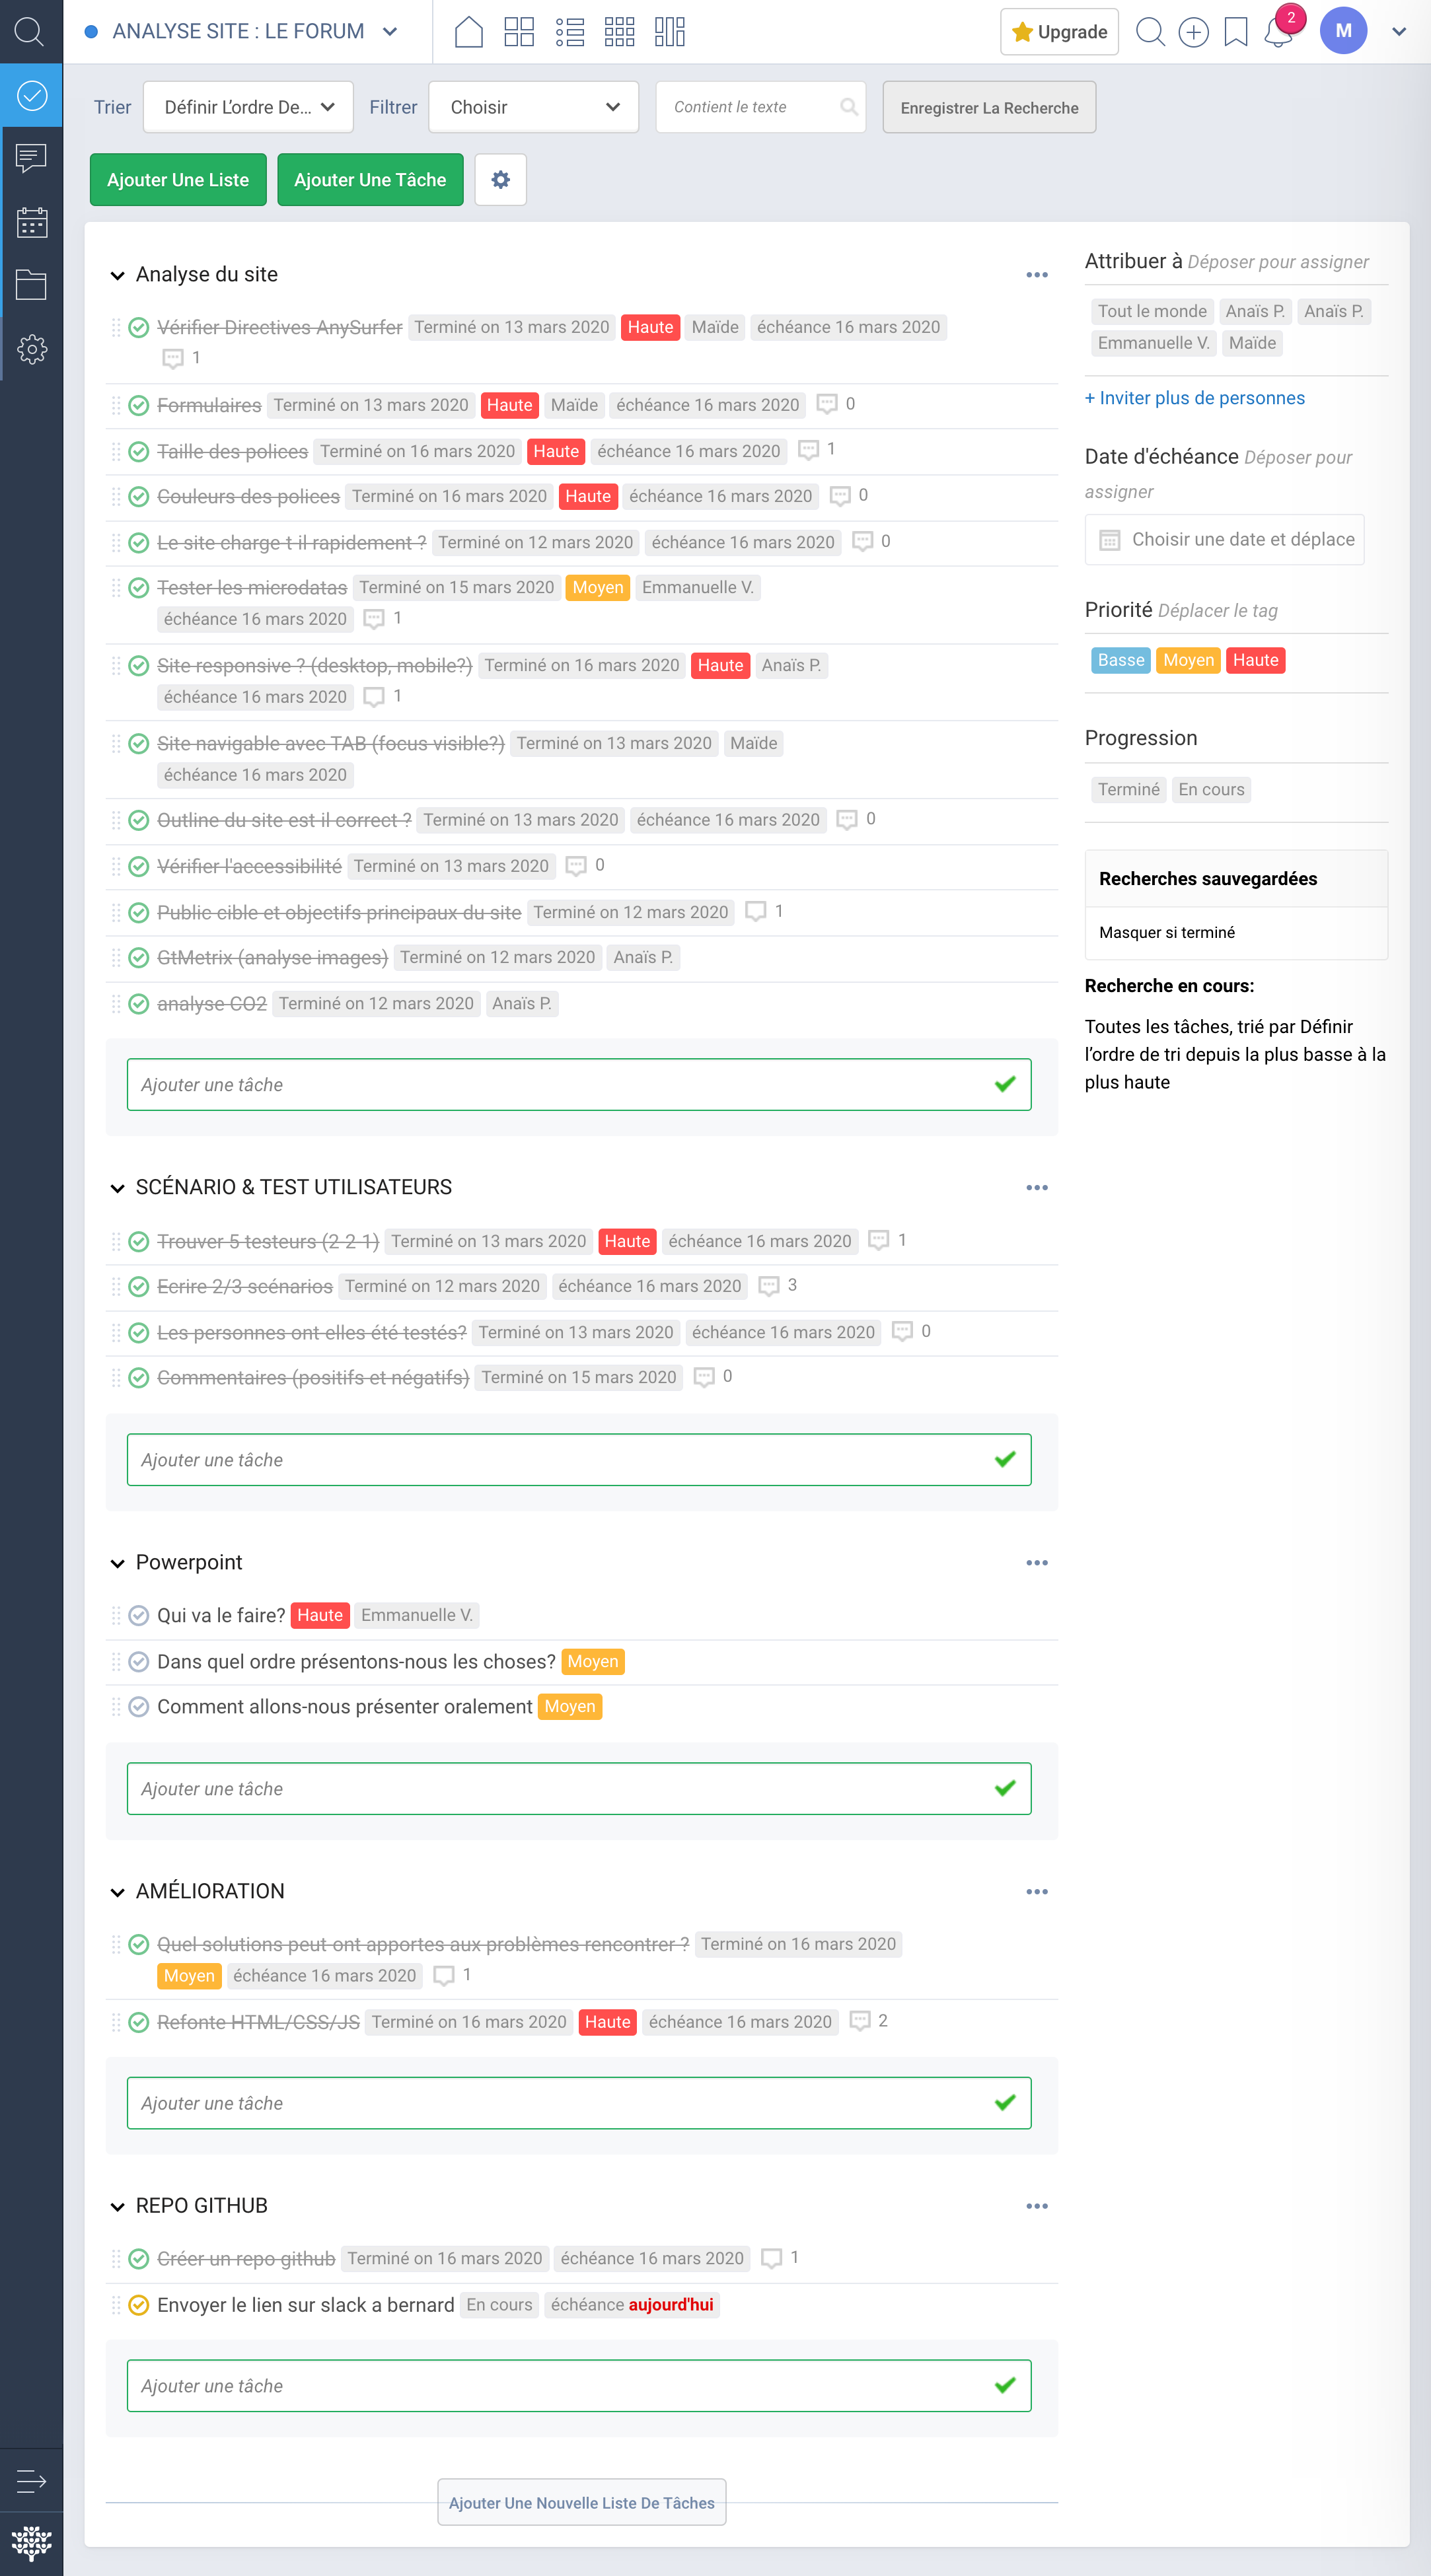 ANALYSE SITE : LE FORUM
Upgrade
2
M
Trier
Définir L'ordre De...
Filtrer
Choisir
Contient le texte
Enregistrer La Recherche
Ajouter Une Liste
Ajouter Une Tâche
Analyse du site
Vérifier Directives AnySurfer Terminé on 13 mars 2020 Haute Maïde échéance 16 mars 2020
1
Formulaires Terminé on 13 mars 2020 Haute Maïde échéance 16 mars 2020 0
Taille des polices Terminé on 16 mars 2020 Haute échéance 16 mars 2020 1
Couleurs des polices Terminé on 16 mars 2020 Haute échéance 16 mars 2020 0
Le site charge t il rapidement ? Terminé on 12 mars 2020 échéance 16 mars 2020 0
Tester les microdatas Terminé on 15 mars 2020 Moyen Emmanuelle V.
échéance 16 mars 2020 1
Site responsive ? (desktop, mobile?) Terminé on 16 mars 2020 Haute Anaïs P.
échéance 16 mars 2020 1
Site navigable avec TAB (focus visible?) Terminé on 13 mars 2020 Maïde
échéance 16 mars 2020
Outline du site est il correct ? Terminé on 13 mars 2020 échéance 16 mars 2020 0
Vérifier l'accessibilité Terminé on 13 mars 2020 0
Public cible et objectifs principaux du site Terminé on 12 mars 2020 1
GtMetrix (analyse images) Terminé on 12 mars 2020 Anaïs P.
analyse CO2 Terminé on 12 mars 2020 Anaïs P.
Ajouter une tâche
SCÉNARIO & TEST UTILISATEURS
Trouver 5 testeurs (2 2 1) Terminé on 13 mars 2020 Haute échéance 16 mars 2020 1
Ecrire 2/3 scénarios Terminé on 12 mars 2020 échéance 16 mars 2020 3
Les personnes ont elles été testés? Terminé on 13 mars 2020 échéance 16 mars 2020 0
Commentaires (positifs et négatifs) Terminé on 15 mars 2020 0
Ajouter une tâche
Powerpoint
Qui va le faire? Haute Emmanuelle V.
Dans quel ordre présentons-nous les choses? Moyen
Comment allons-nous présenter oralement Moyen
Ajouter une tâche
AMÉLIORATION
Quel solutions peut ont apportes aux problèmes rencontrer ? Terminé on 16 mars 2020
Moyen échéance 16 mars 2020 1
Refonte HTML/CSS/JS Terminé on 16 mars 2020 Haute échéance 16 mars 2020 2
Ajouter une tâche
REPO GITHUB
Créer un repo github Terminé on 16 mars 2020 échéance 16 mars 2020 1
Envoyer le lien sur slack a bernard En cours échéance aujourd'hui
Ajouter une tâche
Ajouter Une Nouvelle Liste De Tâches
Attribuer à Déposer pour assigner
Tout le monde Anaïs P. Anaïs P.
Emmanuelle V. Maïde
+ Inviter plus de personnes
Date d'échéance Déposer pour
assigner
Choisir une date et déplace
Priorité Déplacer le tag
Basse Moyen Haute
Progression
Terminé En cours
Recherches sauvegardées
Masquer si terminé
Recherche en cours:
Toutes les tâches, trié par Définir
l'ordre de tri depuis la plus basse à la
plus haute